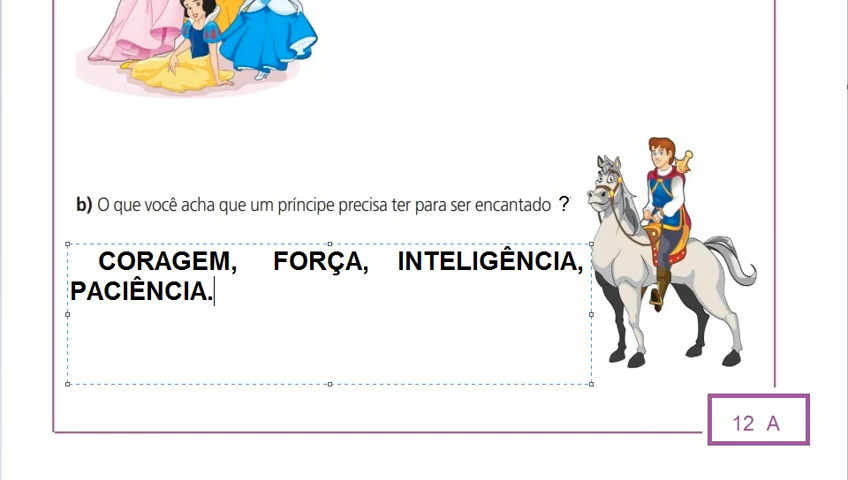 b) O que você acha que um príncipe precisa ter para ser encantado ?
CORAGEM, FORÇA, INTELIGÊNCIA,
PACIÊNCIA.
12 A